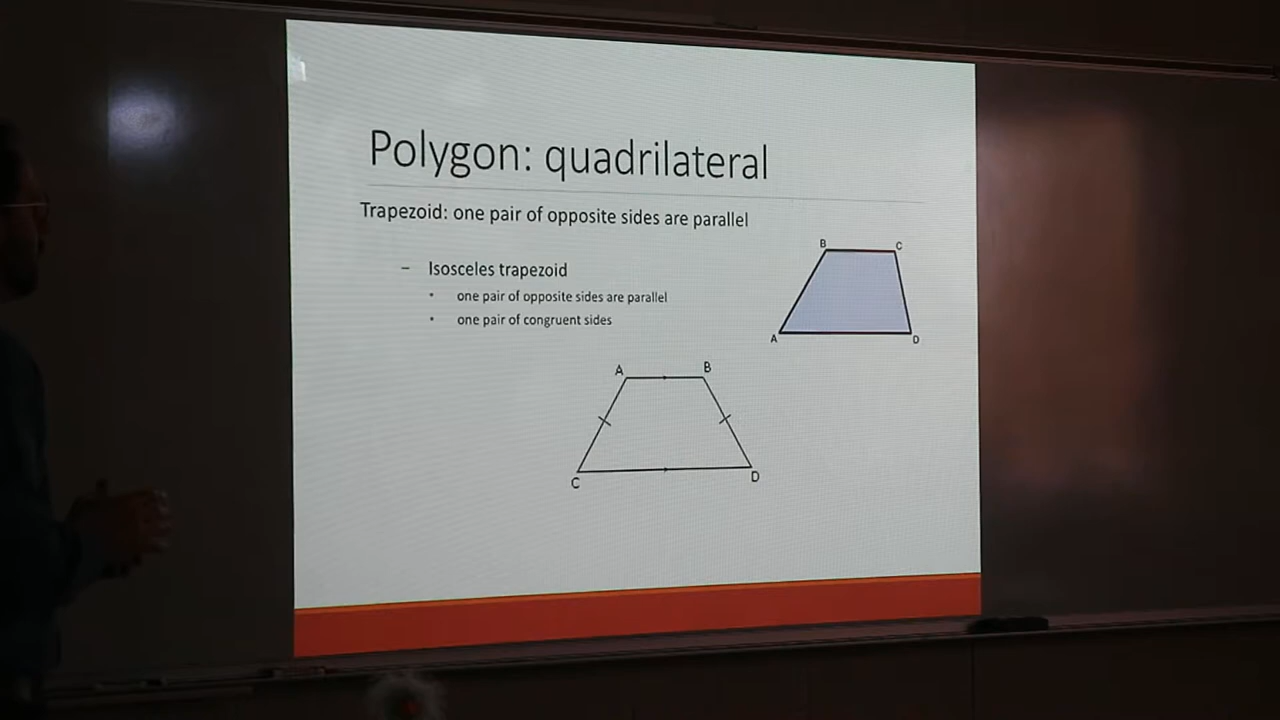 Polygon: quadrilateral
Trapezoid: one pair of opposite sides are parallel
B C
– Isosceles trapezoid
• one pair of opposite sides are parallel
• one pair of congruent sides
A D
A B
C D